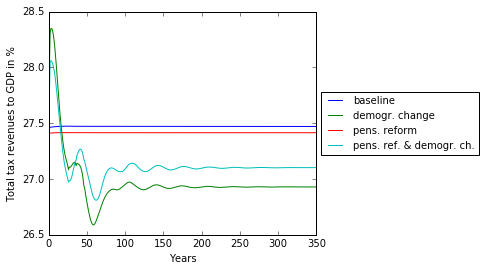 28.5
28.0
27.5
27.0
26.5
Total tax revenues to GDP in %
0 50 100 150 200 250 300 350
Years
baseline
demogr. change
pens. reform
pens. ref. & demogr. ch.